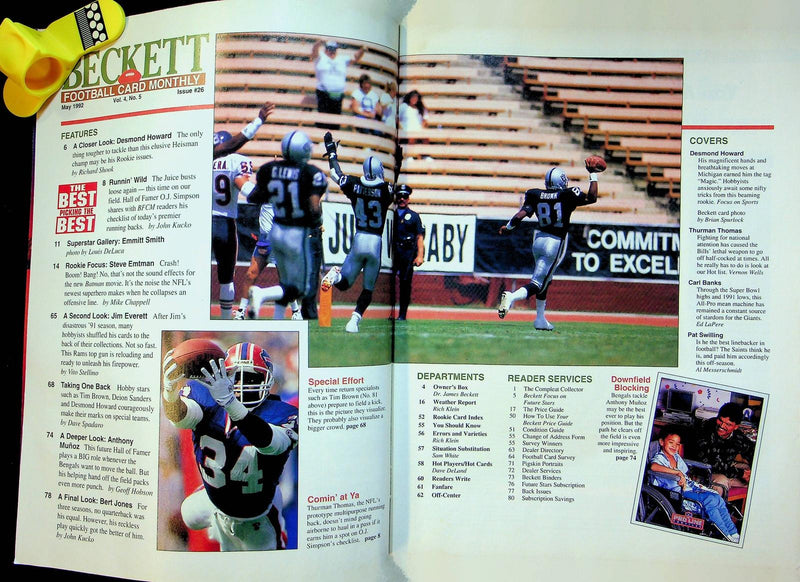 BECKETT
FOOTBALL CARD MONTHLY
May 1992
Vol. 4, No. 5
Issue #26
FEATURES
6 A Closer Look: Desmond Howard The only
thing tougher to tackle than this elusive Heisman
champ may be his Rookie issues.
by Richard Shook
THE
BEST
PICKING THE
BEST
8 Runnin' Wild The Juice busts
loose again — this time on our
field. Hall of Famer O.J. Simpson
shares with BFCM readers his
checklist of today's premier
running backs. by John Kucko
11 Superstar Gallery: Emmitt Smith
photo by Louis DeLuca
14 Rookie Focus: Steve Emtman Crash!
Boom! Bang! No, that's not the sound effects for
the new Batman movie. It's the noise the NFL's
newest superhero makes when he collapses an
offensive line. by Mike Chappell
65 A Second Look: Jim Everett After Jim's
disastrous '91 season, many
hobbyists shuffled his cards to the
back of their collections. Not so fast.
This Rams top gun is reloading and
ready to unleash his firepower.
by Vito Stellino
68 Taking One Back Hobby stars
such as Tim Brown, Deion Sanders
and Desmond Howard courageously
make their marks on special teams.
by Dave Spadaro
74 A Deeper Look: Anthony
Muñoz This future Hall of Famer
plays a BIG role whenever the
Bengals want to move the ball. But
his helping hand off the field packs
even more punch. by Geoff Hobson
78 A Final Look: Bert Jones For
three seasons, no quarterback was
his equal. However, his reckless
play quickly got the better of him.
by John Kucko
9
LEWIS
21
43
BROWN
81
JU
ABY
COMMITM
TO EXCEL
34
Special Effort
Every time return specialists
such as Tim Brown (No. 81
above) prepare to field a kick,
this is the picture they visualize.
They probably also visualize a
bigger crowd. page 68
Comin' at Ya
Thurman Thomas, the NFL's
prototype multipurpose running
back, doesn't mind going
airborne to haul in a pass if it
earns him a spot on O.J.
Simpson's checklist. page 8
DEPARTMENTS
4 Owner's Box
Dr. James Beckett
16 Weather Report
Rich Klein
52 Rookie Card Index
55 You Should Know
56 Errors and Varieties
Rich Klein
57 Situation Substitution
Sam White
58 Hot Players/Hot Cards
Dave DeLand
60 Readers Write
61 Fanfare
62 Off-Center
READER SERVICES
1 The Compleat Collector
5 Beckett Focus on
Future Stars
17 The Price Guide
50 How To Use Your
Beckett Price Guide
51 Condition Guide
55 Change of Address Form
55 Survey Winners
63 Dealer Directory
64 Football Card Survey
71 Pigskin Portraits
72 Dealer Services
73 Beckett Binders
76 Future Stars Subscription
77 Back Issues
80 Subscription Savings
Downfield
Blocking
Bengals tackle
Anthony Muñoz
may be the best
ever to play his
position. But the
path he clears off
the field is even
more impressive
and inspiring.
page 74
PRO LINE
COVERS
Desmond Howard
His magnificent hands and
breathtaking moves at
Michigan earned him the tag
"Magic." Hobbyists
anxiously await some nifty
tricks from this beaming
rookie. Focus on Sports
Beckett card photo
by Brian Spurlock
Thurman Thomas
Fighting for national
attention has caused the
Bills' lethal weapon to go
off half-cocked at times. All
he really has to do is look at
our Hot list. Vernon Wells
Carl Banks
Through the Super Bowl
highs and 1991 lows, this
All-Pro mean machine has
remained a constant source
of stardom for the Giants.
Ed LaPere
Pat Swilling
Is he the best linebacker in
football? The Saints think he
is, and paid him accordingly
this off-season.
Al Messerschmidt